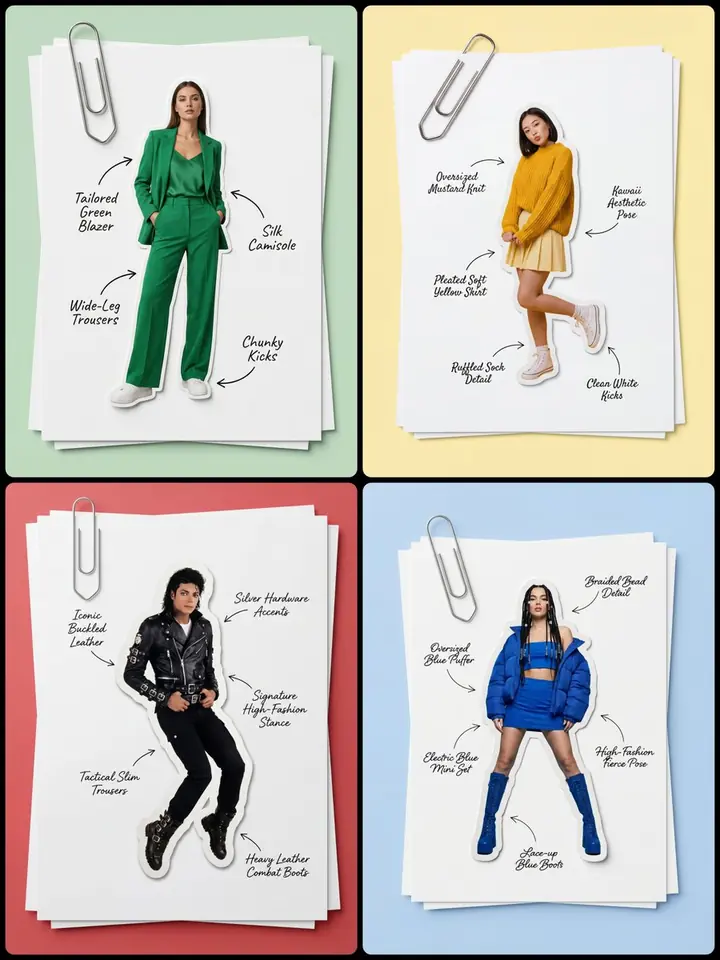 Tailored
Green
Blazer
Silk
Camisole
Wide-Leg
Trousers
Chunky
Kicks
Oversized
Mustard Knit
Kawaii
Aesthetic
Pose
Pleated Soft
Yellow Skirt
Ruffled Sock
Detail
Clean White
Kicks
Silver Hardware
Accents
Iconic
Buckled
Leather
Signature
High-Fashion
Stance
Tactical Slim
Trousers
Heavy Leather
Combat Boots
Braided Bead
Detail
Oversized
Blue Puffer
Electric Blue
Mini Set
High-Fashion
Fierce Pose
Lace-up
Blue Boots